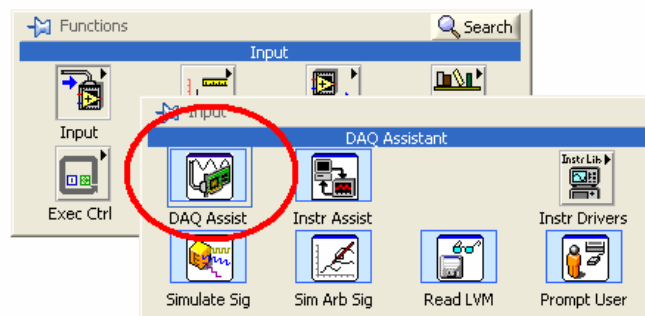 Functions
Search
Input
Input
Input
DAQ Assistant
Instr Lib
Exec Ctrl
DAQ Assist
Instr Assist
Instr Drivers
Simulate Sig
Sim Arb Sig
Read LVM
Prompt User